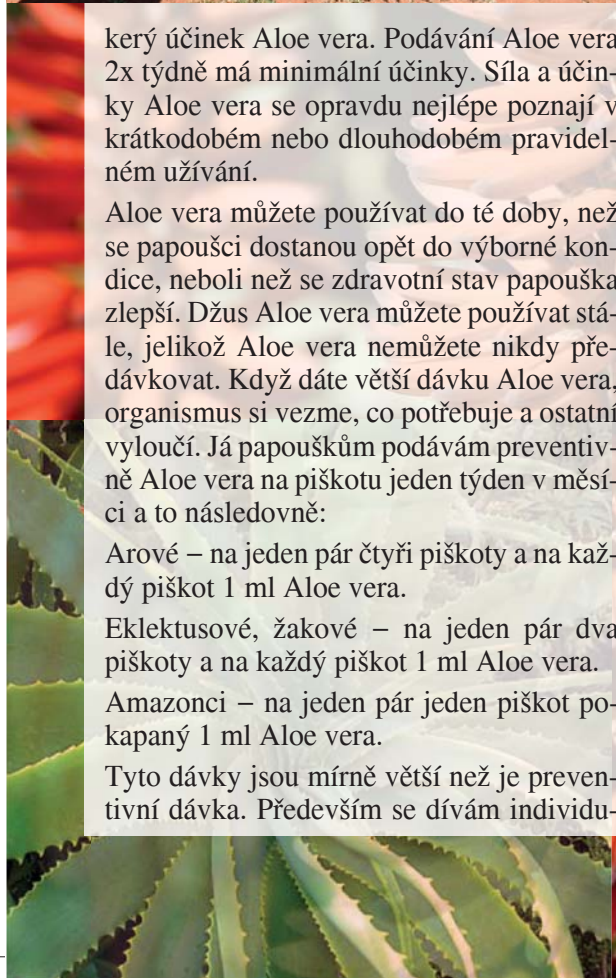 kerý účinek Aloe vera. Podávání Aloe vera
2x týdně má minimální účinky. Síla a účin-
ky Aloe vera se opravdu nejlépe poznají v
krátkodobém nebo dlouhodobém pravidel-
ném užívání.
Aloe vera můžete používat do té doby, než
se papoušci dostanou opět do výborné kon-
dice, neboli než se zdravotní stav papouška
zlepší. Džus Aloe vera můžete používat stá-
le, jelikož Aloe vera nemůžete nikdy pře-
dávkovat. Když dáte větší dávku Aloe vera,
organismus si vezme, co potřebuje a ostatní
vyloučí. Já papouškům podávám preventiv-
ně Aloe vera na piškotu jeden týden v měsí-
ci a to následovně:
Arové – na jeden pár čtyři piškoty a na kaž-
dý piškot 1 ml Aloe vera.
Eklektusové, žakové – na jeden pár dva
piškoty a na každý piškot 1 ml Aloe vera.
Amazonci – na jeden pár jeden piškot po-
kapaný 1 ml Aloe vera.
Tyto dávky jsou mírně větší než je preven-
tivní dávka. Především se dívám individu-